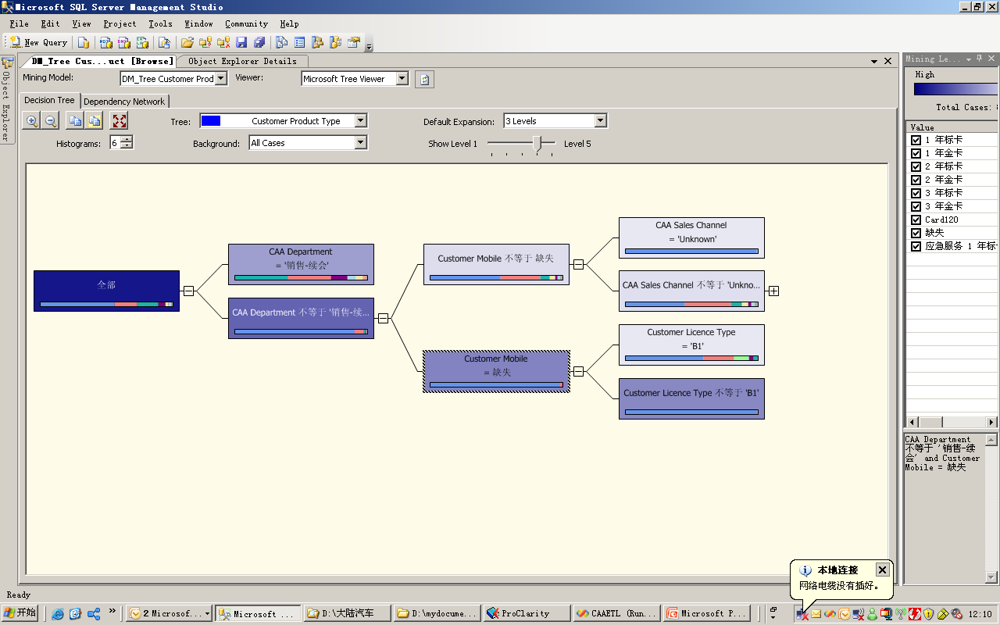 Microsoft SQL Server Management Studio
File Edit View Project Tools Window Community Help
New Query
DM_Tree Cus...uct [Browse] Object Explorer Details
Mining Model: DM_Tree Customer Prod Viewer: Microsoft Tree Viewer
Decision Tree Dependency Network
Tree: Customer Product Type Default Expansion: 3 Levels
Histograms: 6 Background: All Cases Show Level 1 Level 5
Object Explorer
全部
CAA Department
= '销售-续会'
CAA Department 不等于 '销售-续...
Customer Mobile 不等于 缺失
Customer Mobile
= 缺失
CAA Sales Channel
= 'Unknown'
CAA Sales Channel 不等于 'Unkno...
Customer Licence Type
= 'B1'
Customer Licence Type 不等于 'B1'
Mining Le...
High
Total Cases:
Value
1 年标卡
1 年金卡
2 年标卡
2 年金卡
3 年标卡
3 年金卡
Card120
缺失
应急服务 1 年标
CAA Department
不等于 '销售-续
会' and Customer
Mobile = 缺失
本地连接
网络电缆没有插好。
Ready
开始 2 Microsof... Microsoft D:\大陆汽车 D:\mydocume... ProClarity CAAETL (Run... Microsoft P... 12:10